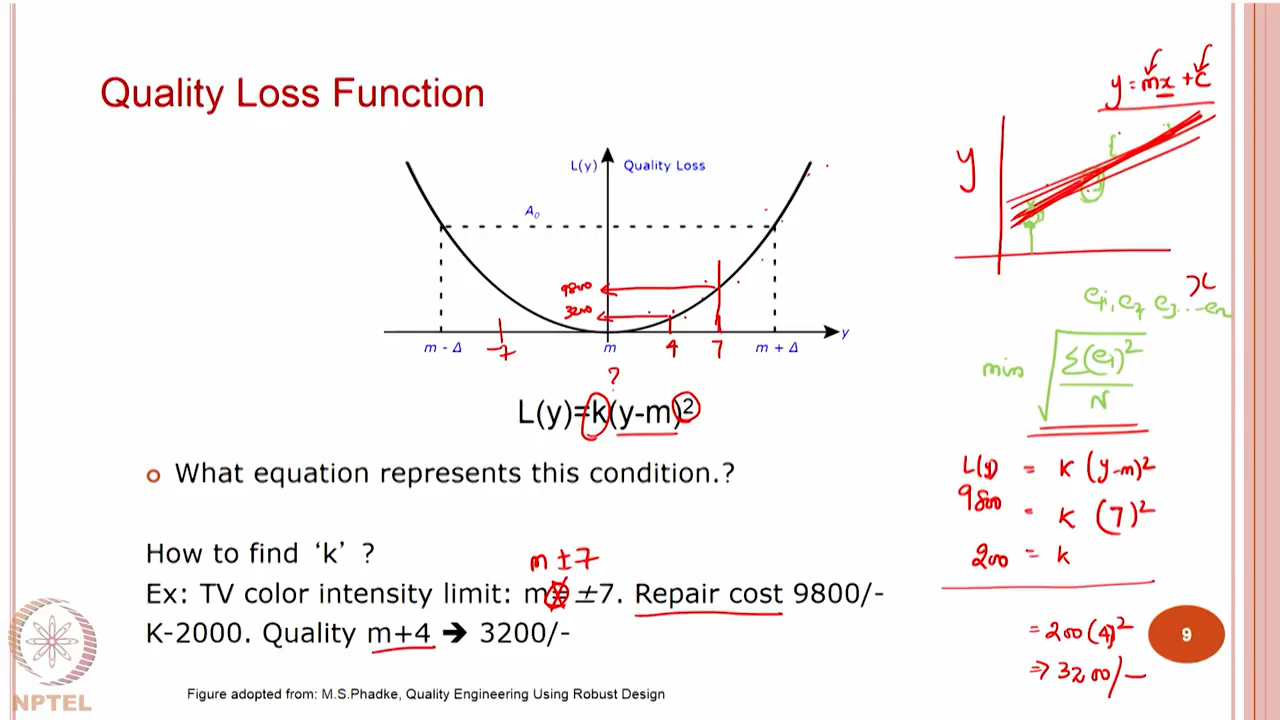 Quality Loss Function
y = mx + c
L(y) Quality Loss
A₀
y
9800
3200
m - Δ
-7
m
4
7
m + Δ
y
x
e₃...en
min √Σ(e₁)²/N
?
L(y)=k(y-m)²
What equation represents this condition.?
L(y) = K (y-m)²
9800 = K (7)²
200 = k
How to find ‘k’ ?
m ±7
Ex: TV color intensity limit: m ±7. Repair cost 9800/-
K-2000. Quality m+4 ➔ 3200/-
= 200 (4)²
⇒ 3200/-
9
NPTEL
Figure adopted from: M.S.Phadke, Quality Engineering Using Robust Design